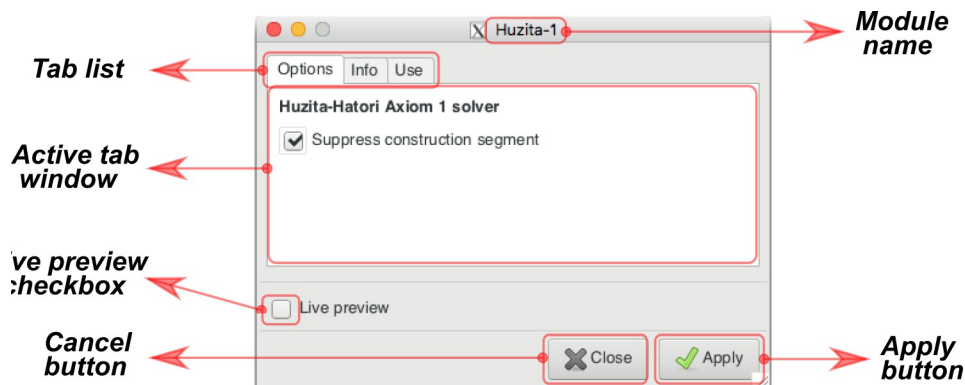 Module
name
Huzita-1
Tab list
Options Info Use
Huzita-Hatori Axiom 1 solver
Suppress construction segment
Active tab
window
ive preview
checkbox
Live preview
Cancel
button
Close
Apply
Apply
button